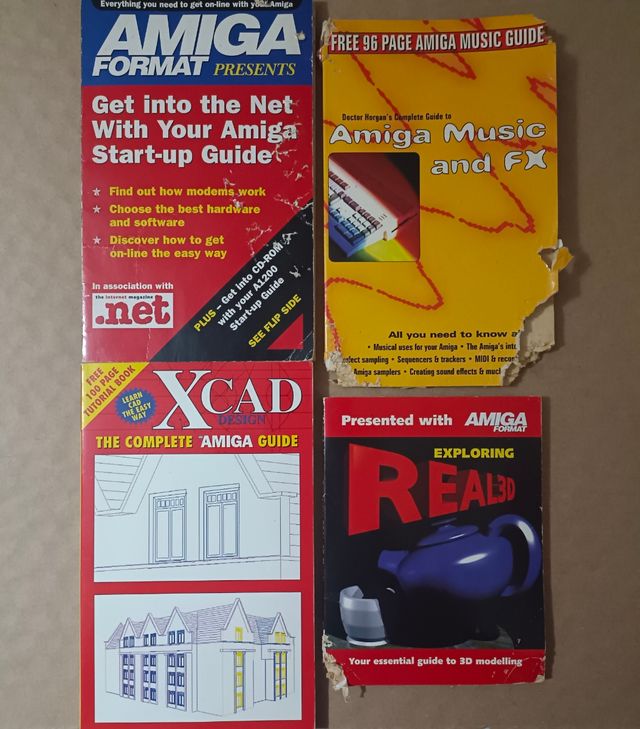 Everything you need to get on-line with your Amiga
AMIGA
FORMAT PRESENTS
Get into the Net
With Your Amiga
Start-up Guide
★ Find out how modems work
★ Choose the best hardware
and software
★ Discover how to get
on-line the easy way
In association with
the internet magazine
.net
PLUS – Get into CD-ROM
with your A1200
Start-up Guide
SEE FLIP SIDE
FREE 96 PAGE AMIGA MUSIC GUIDE
Doctor Horgan's Complete Guide to
Amiga Music
and FX
All you need to know a
• Musical uses for your Amiga • The Amiga's inte
lect sampling • Sequencers & trackers • MIDI & recor
Amiga samplers • Creating sound effects & much
FREE
100 PAGE
TUTORIAL BOOK
LEARN
CAD THE
EASY
WAY
XCAD
DESIGN
THE COMPLETE AMIGA GUIDE
Presented with AMIGA
FORMAT
EXPLORING
REAL3D
Your essential guide to 3D modelling